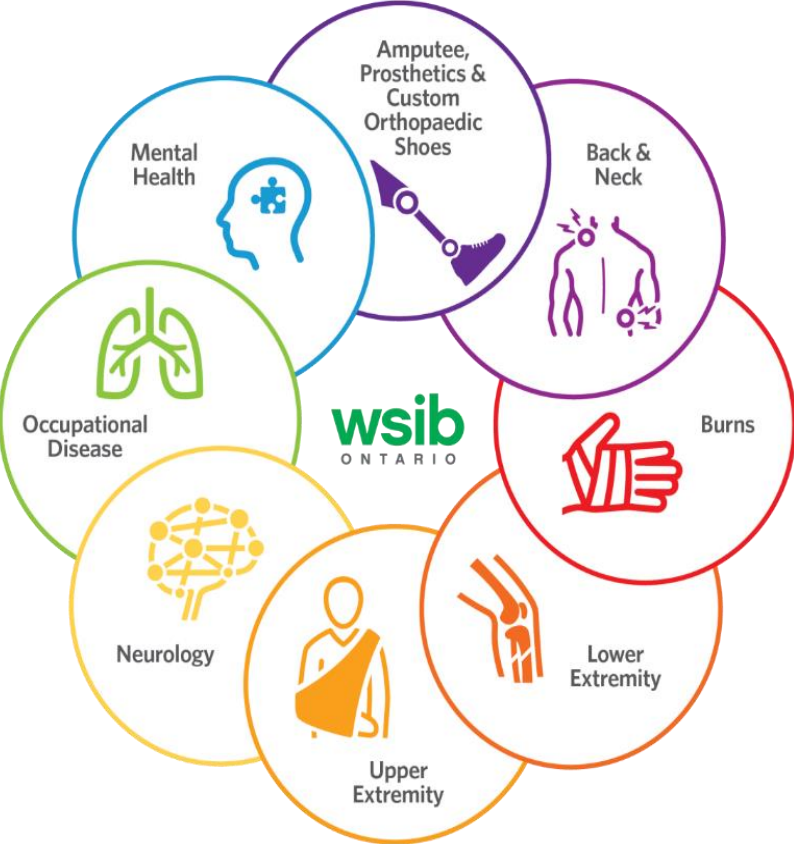 Amputee,
Prosthetics &
Custom
Orthopaedic
Shoes
Back &
Neck
Burns
Lower
Extremity
Upper
Extremity
Neurology
Occupational
Disease
Mental
Health
wsib
ONTARIO